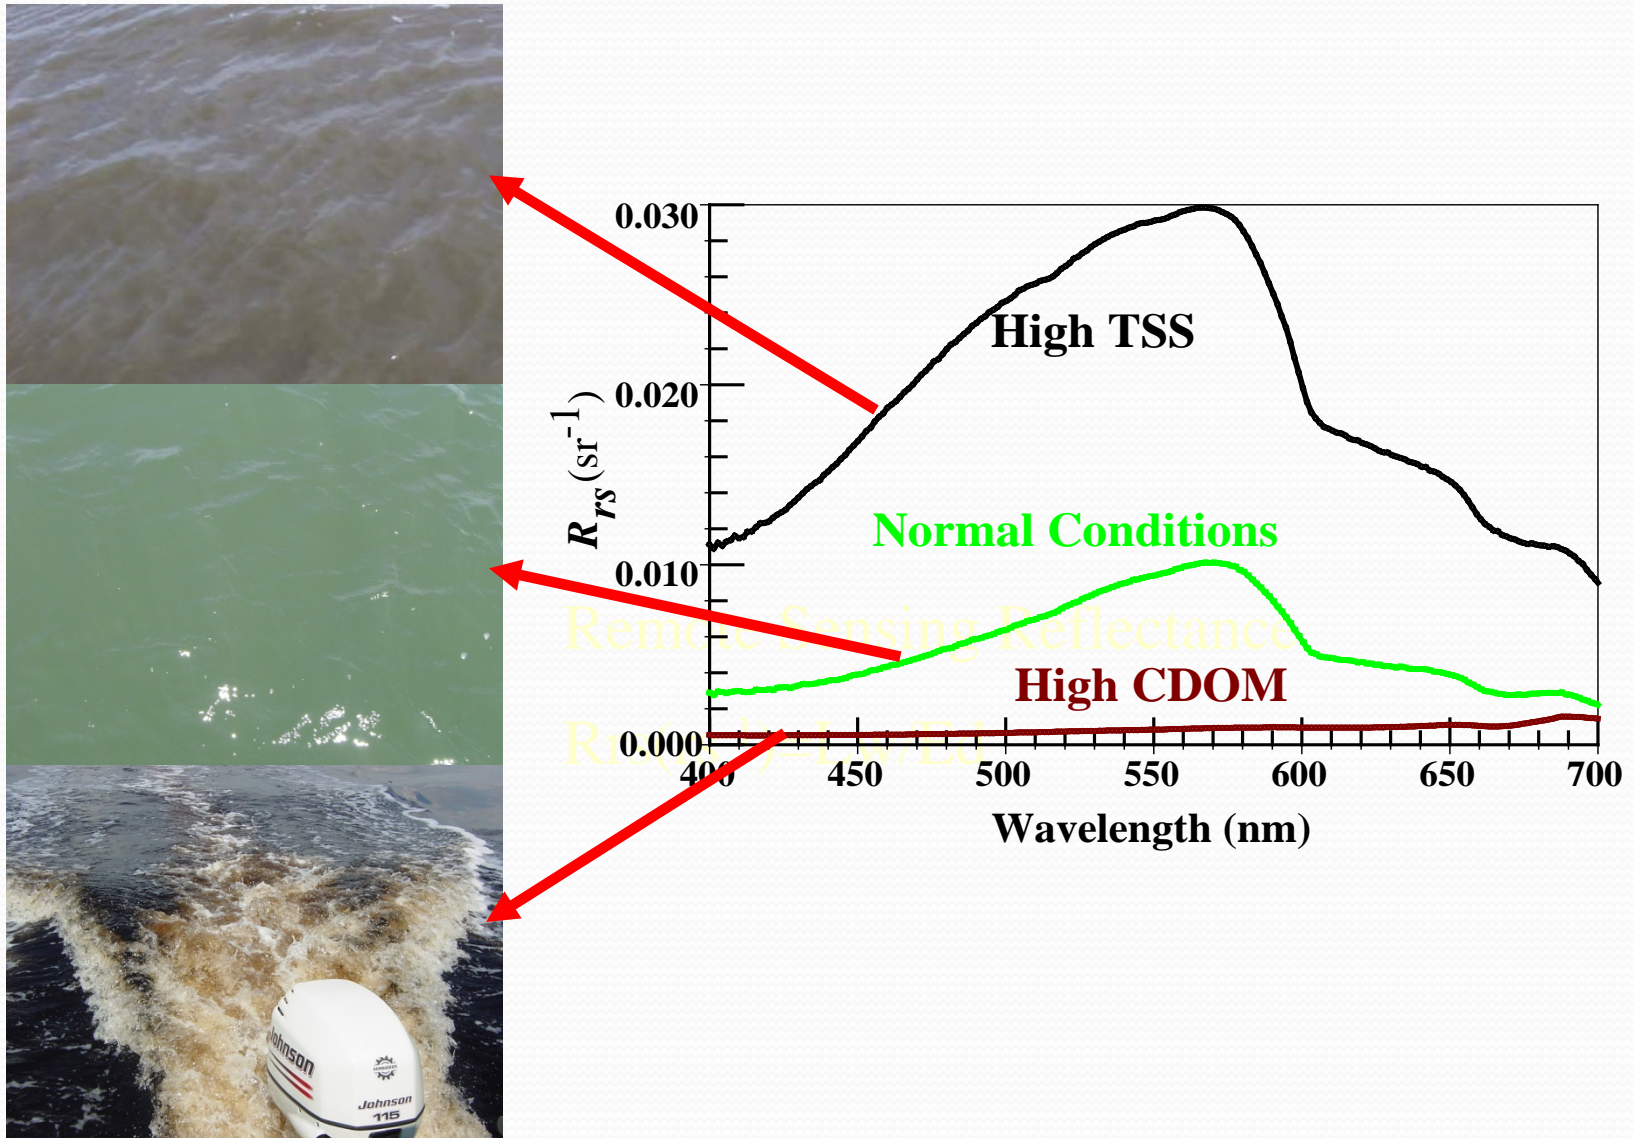 0.030
High TSS
0.020
Rrs(sr-1)
Normal Conditions
0.010
Remote Sensing Reflectance
High CDOM
0.000
400 450 500 550 600 650 700
Wavelength (nm)
Johnson
Johnson
115